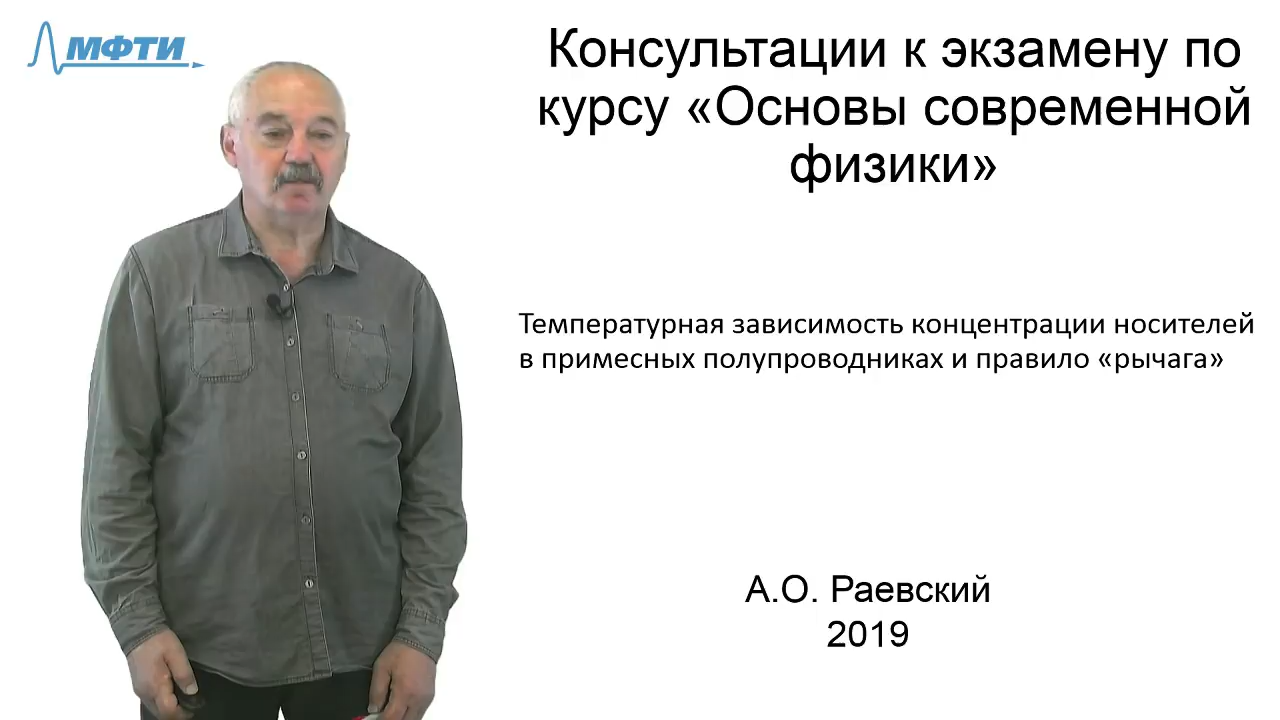 МФТИ
Консультации к экзамену по
курсу «Основы современной
физики»
Температурная зависимость концентрации носителей
в примесных полупроводниках и правило «рычага»
А.О. Раевский
2019